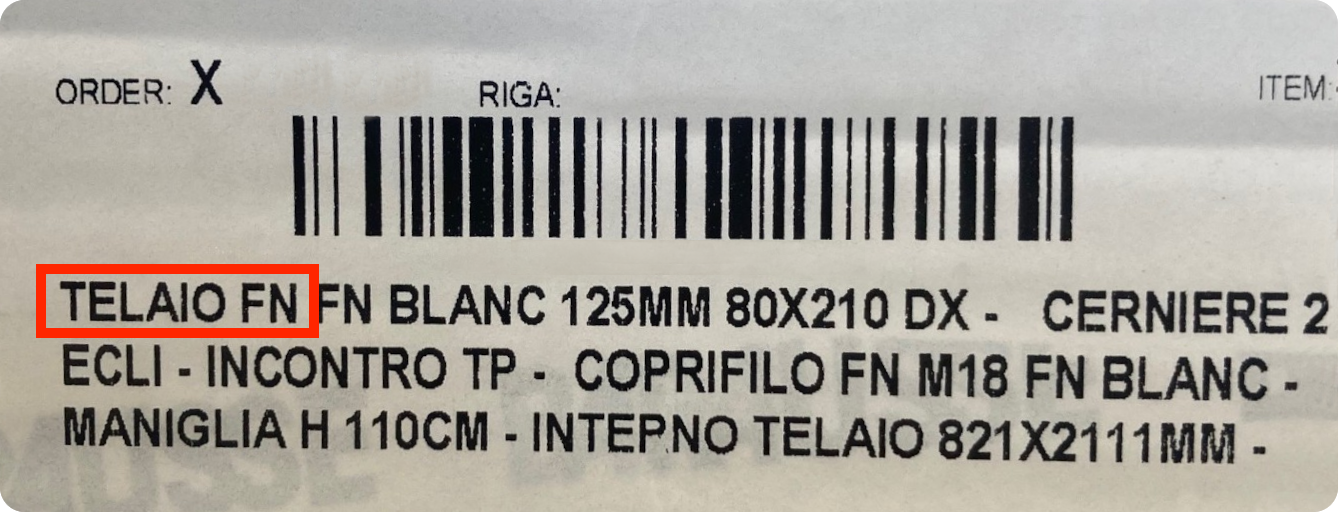 ORDER: X RIGA: ITEM:
TELAIO FN FN BLANC 125MM 80X210 DX - CERNIERE 2
ECLI - INCONTRO TP - COPRIFILO FN M18 FN BLANC -
MANIGLIA H 110CM - INTERNO TELAIO 821X2111MM -